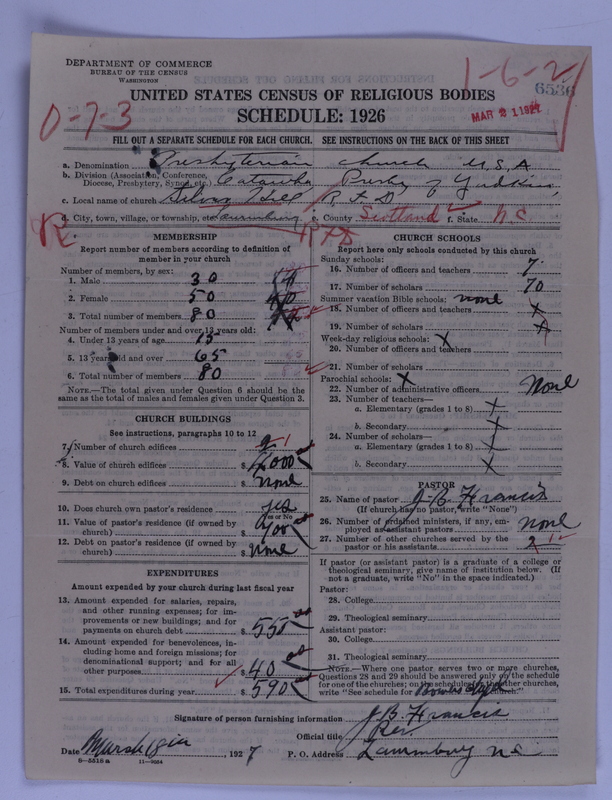 DEPARTMENT OF COMMERCE
BUREAU OF THE CENSUS
WASHINGTON
1-6-2
6536
UNITED STATES CENSUS OF RELIGIOUS BODIES
MAR 21 1927
0-7-3
SCHEDULE: 1926
FILL OUT A SEPARATE SCHEDULE FOR EACH CHURCH. SEE INSTRUCTIONS ON THE BACK OF THIS SHEET
a. Denomination Presbyterian church U.S.A
b. Division (Association, Conference,
Diocese, Presbytery, Synod, etc.) Catawba Presby of Yadkin
c. Local name of church Silver Hill R F D
d. City, town, village, or township, etc. Laurinburg e. County Scotland f. State N C
R. RFD
MEMBERSHIP
Report number of members according to definition of
member in your church
Number of members, by sex:
1. Male 30
2. Female 50
3. Total number of members 80
Number of members under and over 13 years old:
4. Under 13 years of age 15
5. 13 years old and over 65
6. Total number of members 80
NOTE.—The total given under Question 6 should be the
same as the total of males and females given under Question 3.
CHURCH BUILDINGS
See instructions, paragraphs 10 to 12
7. Number of church edifices 1
8. Value of church edifices $ 2000
9. Debt on church edifices $ none
10. Does church own pastor's residence? yes
Yes or No
11. Value of pastor's residence (if owned by
church) $
12. Debt on pastor's residence (if owned by
church) $ none
EXPENDITURES
Amount expended by your church during last fiscal year
13. Amount expended for salaries, repairs,
and other running expenses; for im-
provements or new buildings; and for
payments on church debt $ 550
14. Amount expended for benevolences, in-
cluding home and foreign missions; for
denominational support; and for all
other purposes $ 40
15. Total expenditures during year $ 590
CHURCH SCHOOLS
Report here only schools conducted by this church
Sunday schools:
16. Number of officers and teachers 7.
17. Number of scholars 70
Summer vacation Bible schools: none
18. Number of officers and teachers X
19. Number of scholars X
Week-day religious schools: X
20. Number of officers and teachers
21. Number of scholars
Parochial schools: X
22. Number of administrative officers None
23. Number of teachers—
a. Elementary (grades 1 to 8) X
b. Secondary X
24. Number of scholars—
a. Elementary (grades 1 to 8) X
b. Secondary X
PASTOR
25. Name of pastor J. B. Francis
(If church has no pastor, write "None")
26. Number of ordained ministers, if any, em-
ployed as assistant pastors none
27. Number of other churches served by the
pastor or his assistants 1
If pastor (or assistant pastor) is a graduate of a college or
theological seminary, give name of institution below. (If
not a graduate, write "No" in the space indicated.)
Pastor:
28. College
29. Theological seminary
Assistant pastor:
30. College
31. Theological seminary
NOTE.—Where one pastor serves two or more churches,
Questions 28 and 29 should be answered only on the schedule
for one of the churches; on the schedules for the other churches,
write "See schedule for church."
Signature of person furnishing information J. B. Francis
Official title Rev.
Date March , 1927 P. O. Address Laurinburg N C
8—5518 a 11—9054